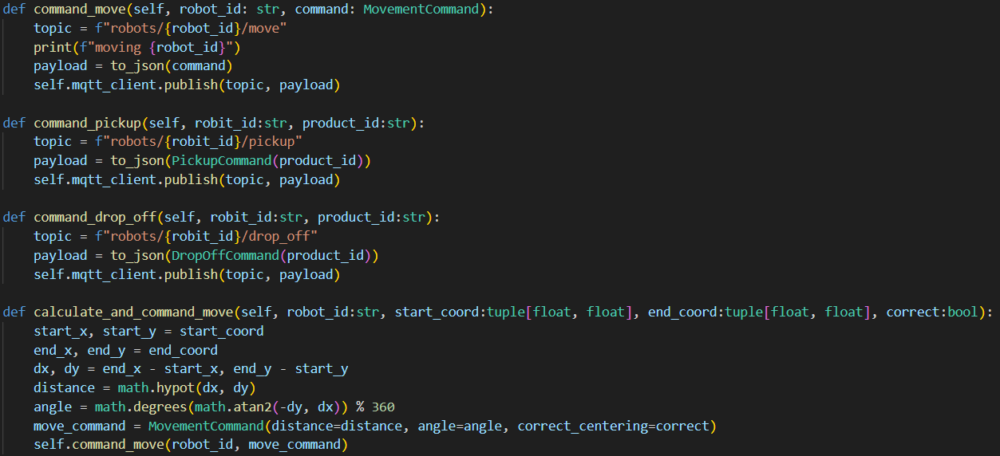 def command_move(self, robot_id: str, command: MovementCommand):
    topic = f"robots/{robot_id}/move"
    print(f"moving {robot_id}")
    payload = to_json(command)
    self.mqtt_client.publish(topic, payload)

def command_pickup(self, robit_id:str, product_id:str):
    topic = f"robots/{robit_id}/pickup"
    payload = to_json(PickupCommand(product_id))
    self.mqtt_client.publish(topic, payload)

def command_drop_off(self, robit_id:str, product_id:str):
    topic = f"robots/{robit_id}/drop_off"
    payload = to_json(DropOffCommand(product_id))
    self.mqtt_client.publish(topic, payload)

def calculate_and_command_move(self, robot_id:str, start_coord:tuple[float, float], end_coord:tuple[float, float], correct:bool):
    start_x, start_y = start_coord
    end_x, end_y = end_coord
    dx, dy = end_x - start_x, end_y - start_y
    distance = math.hypot(dx, dy)
    angle = math.degrees(math.atan2(-dy, dx)) % 360
    move_command = MovementCommand(distance=distance, angle=angle, correct_centering=correct)
    self.command_move(robot_id, move_command)